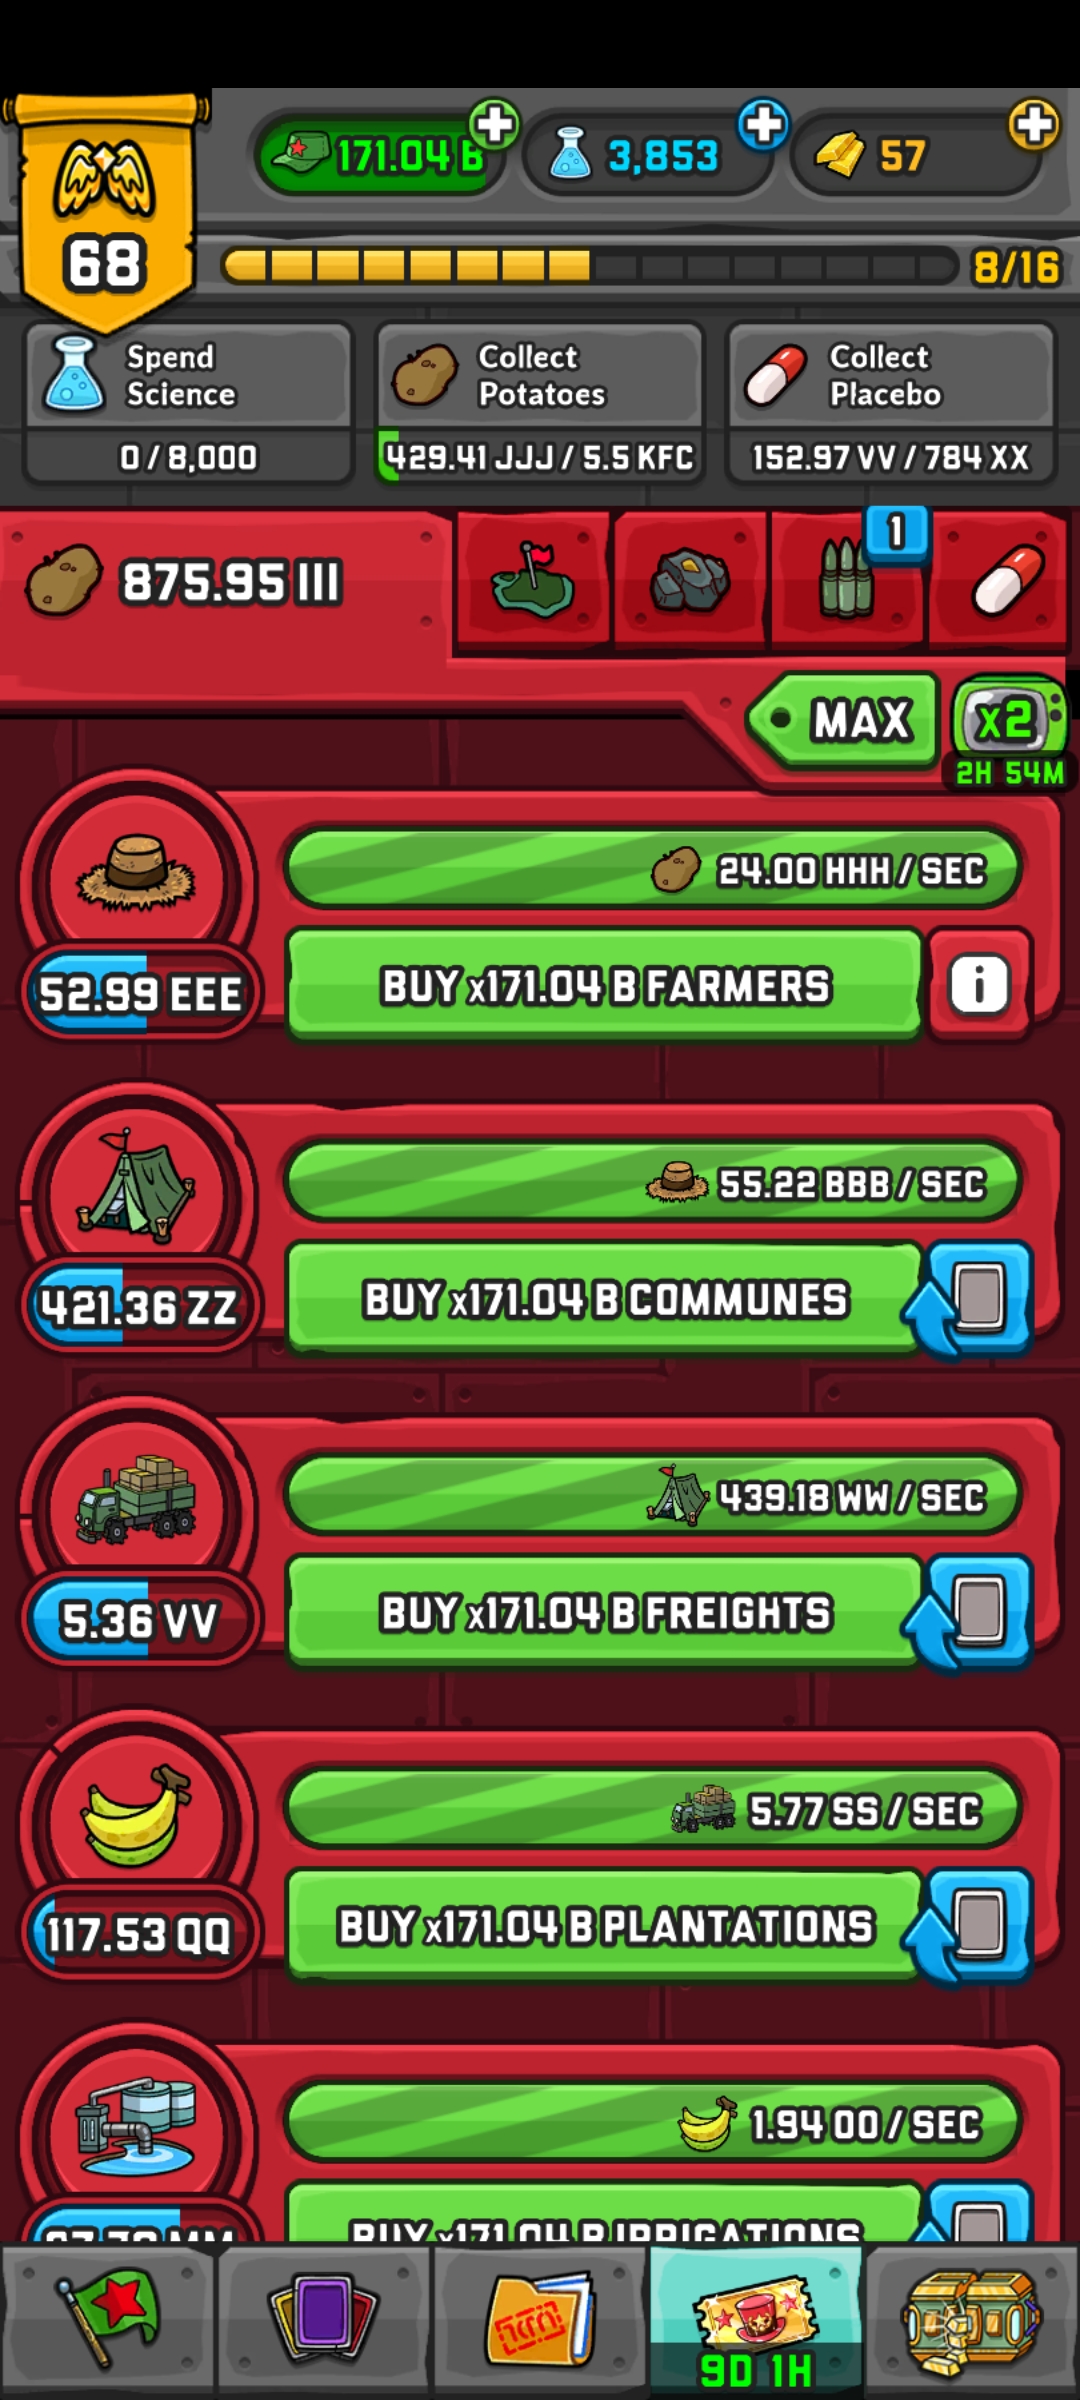 171.04 B
3,853
57
68
8/16
Spend
Science
0 / 8,000
Collect
Potatoes
429.41 JJJ / 5.5 KFC
Collect
Placebo
152.97 VV / 784 XX
875.95 III
1
MAX
x2
2H 54M
24.00 HHH / SEC
52.99 EEE
BUY x171.04 B FARMERS
i
55.22 BBB / SEC
421.36 ZZ
BUY x171.04 B COMMUNES
439.18 WW / SEC
5.36 VV
BUY x171.04 B FREIGHTS
5.77 SS / SEC
117.53 QQ
BUY x171.04 B PLANTATIONS
1.94 OO / SEC
BUY x171.04 B IRRIGATIONS
9D 1H